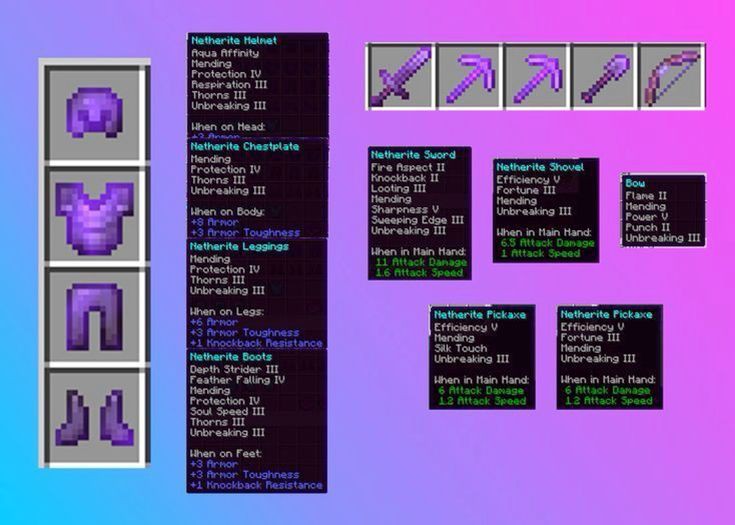 Netherite Helmet
Aqua Affinity
Mending
Protection IV
Respiration III
Thorns III
Unbreaking III
When on Head:
+3 Armor
Netherite Chestplate
Mending
Protection IV
Thorns III
Unbreaking III
When on Body:
+8 Armor
+3 Armor Toughness
Netherite Leggings
Mending
Protection IV
Thorns III
Unbreaking III
When on Legs:
+6 Armor
+3 Armor Toughness
+1 Knockback Resistance
Netherite Boots
Depth Strider III
Feather Falling IV
Mending
Protection IV
Soul Speed III
Thorns III
Unbreaking III
When on Feet:
+3 Armor
+3 Armor Toughness
+1 Knockback Resistance
Netherite Sword
Fire Aspect II
Knockback II
Looting III
Mending
Sharpness V
Sweeping Edge III
Unbreaking III
When in Main Hand:
11 Attack Damage
1.6 Attack Speed
Netherite Shovel
Efficiency V
Fortune III
Mending
Unbreaking III
When in Main Hand:
6.5 Attack Damage
1 Attack Speed
Bow
Flame II
Mending
Power V
Punch II
Unbreaking III
Netherite Pickaxe
Efficiency V
Mending
Silk Touch
Unbreaking III
When in Main Hand:
6 Attack Damage
1.2 Attack Speed
Netherite Pickaxe
Efficiency V
Fortune III
Mending
Unbreaking III
When in Main Hand:
6 Attack Damage
1.2 Attack Speed